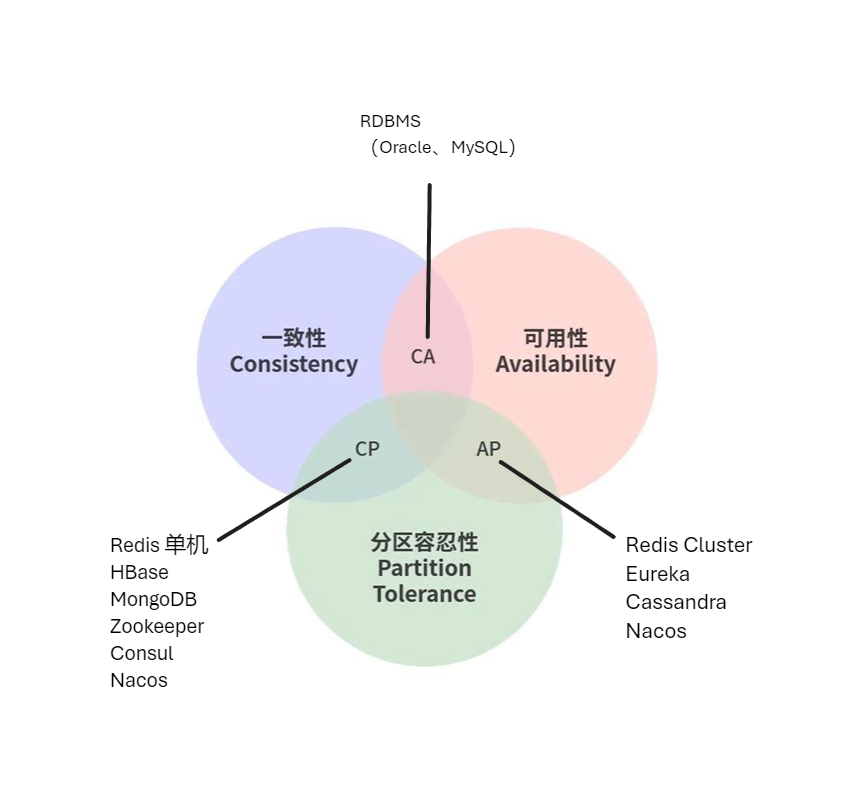 RDBMS
（Oracle、MySQL）
一致性
Consistency
可用性
Availability
CA
CP
AP
分区容忍性
Partition
Tolerance
Redis 单机
HBase
MongoDB
Zookeeper
Consul
Nacos
Redis Cluster
Eureka
Cassandra
Nacos